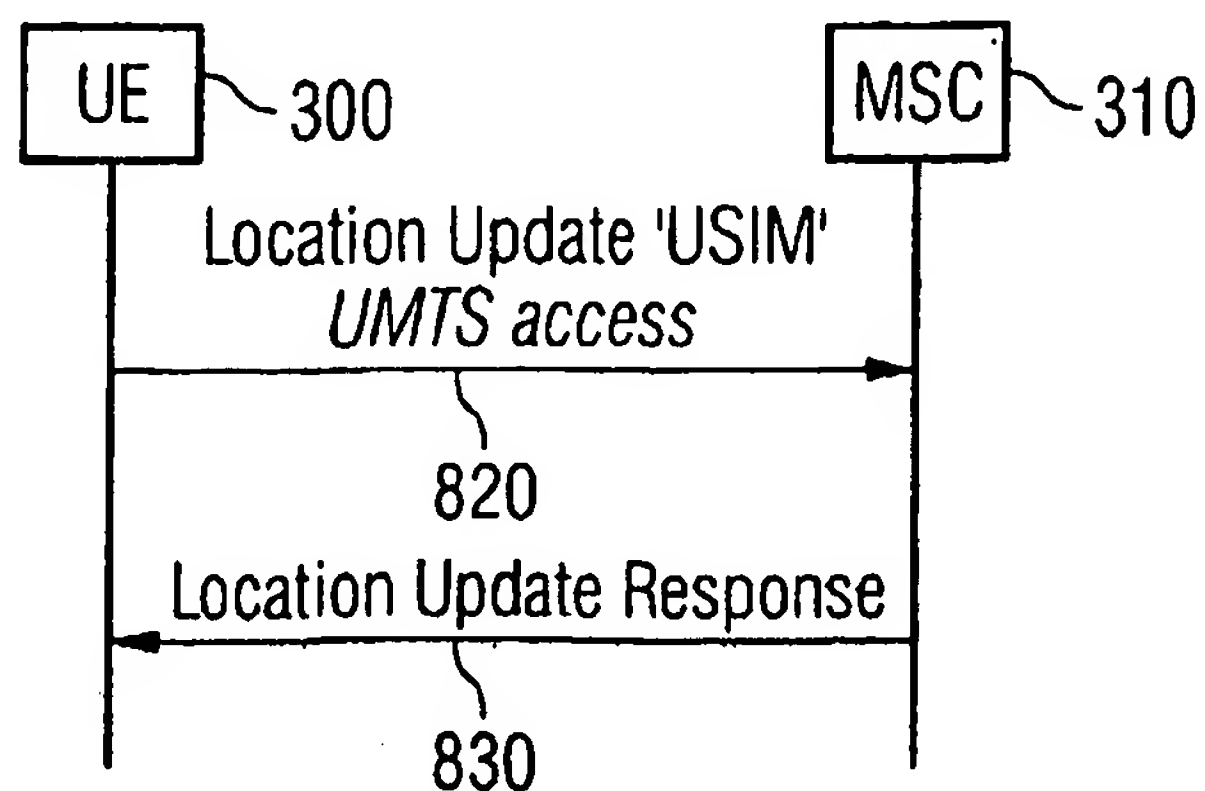 UE
300
MSC
310
Location Update 'USIM'
UMTS access
820
Location Update Response
830